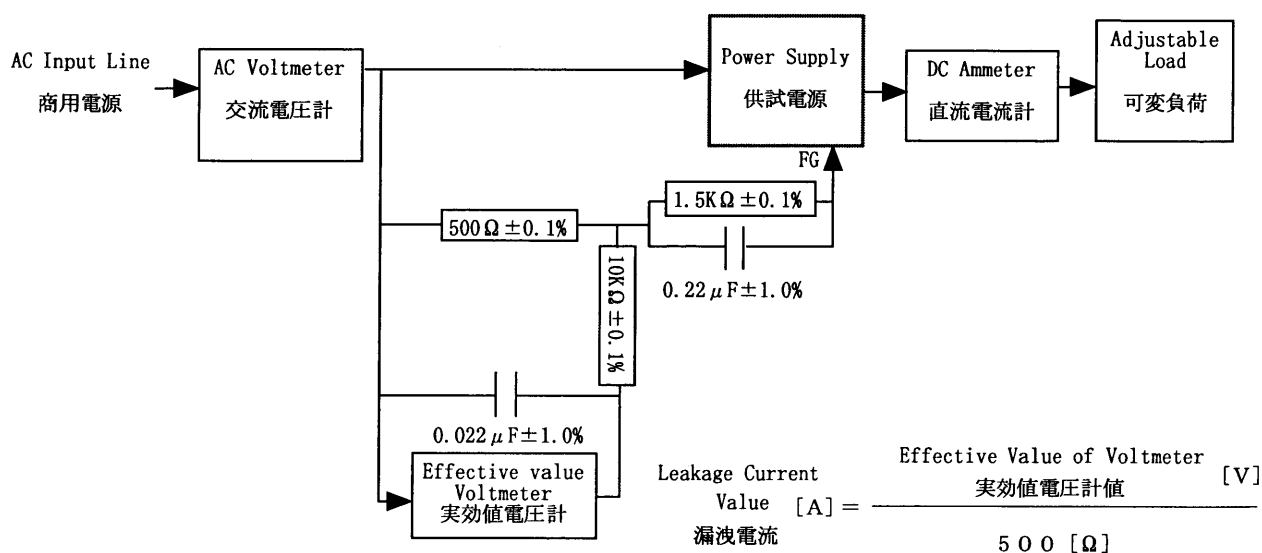 AC Input Line
商用電源
AC Voltmeter
交流電圧計
Power Supply
供試電源
DC Ammeter
直流電流計
Adjustable
Load
可変負荷
FG
1.5KΩ±0.1%
500Ω±0.1%
10KΩ±0.1%
0.22μF±1.0%
0.022μF±1.0%
Effective value
Voltmeter
実効値電圧計
Leakage Current
Value [A] =
漏洩電流
Effective Value of Voltmeter
実効値電圧計値 [V]
500 [Ω]